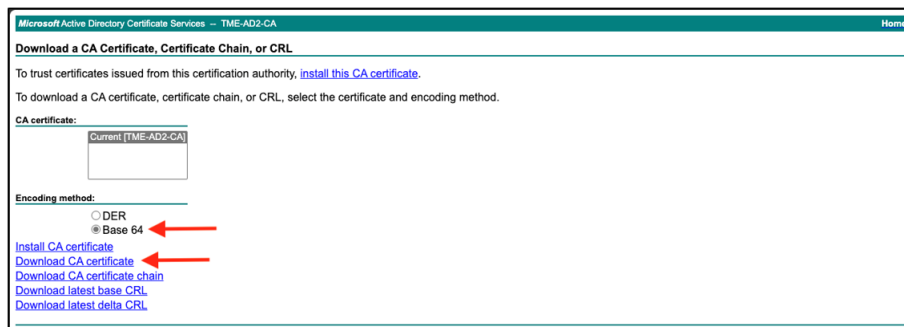 Microsoft Active Directory Certificate Services -- TME-AD2-CA Home
Download a CA Certificate, Certificate Chain, or CRL
To trust certificates issued from this certification authority, install this CA certificate.
To download a CA certificate, certificate chain, or CRL, select the certificate and encoding method.
CA certificate:
Current [TME-AD2-CA]
Encoding method:
DER
Base 64
Install CA certificate
Download CA certificate
Download CA certificate chain
Download latest base CRL
Download latest delta CRL